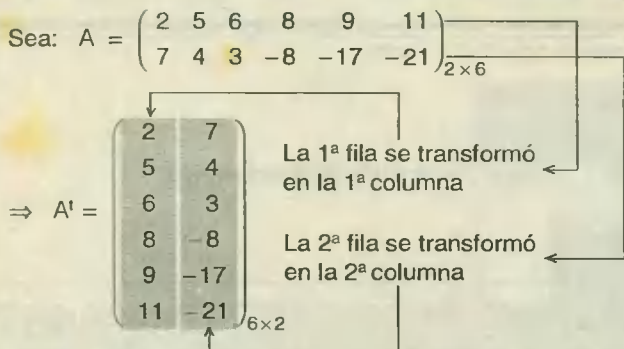 Sea: A = ( 2 5 6 8 9 11
7 4 3 −8 −17 −21 ) 2×6
2 7
5 4
6 3
8 −8
9 −17
11 −21
⇒ Aᵗ = ( ) 6×2
La 1ª fila se transformó
en la 1ª columna
La 2ª fila se transformó
en la 2ª columna